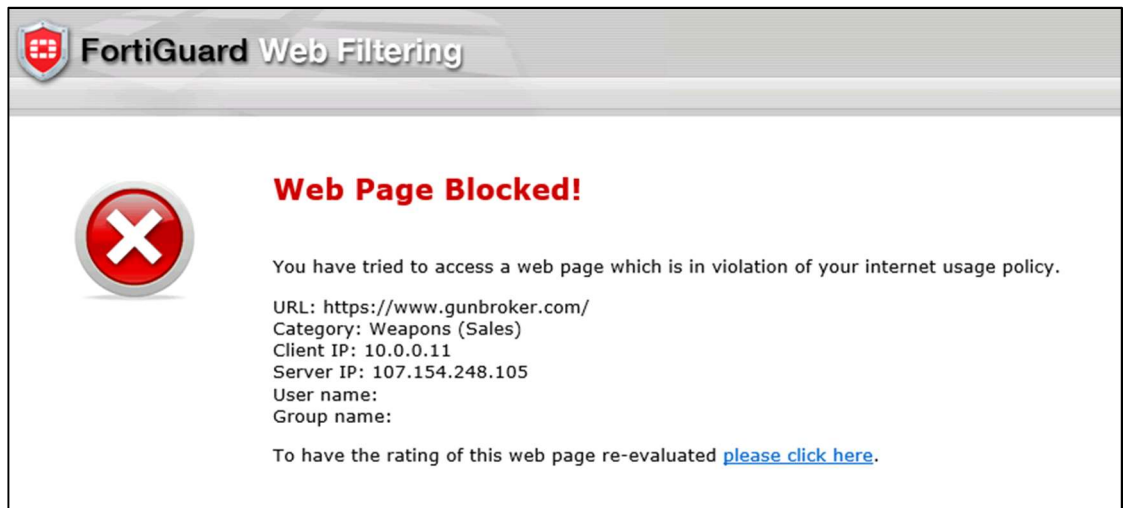 FortiGuard Web Filtering
Web Page Blocked!
You have tried to access a web page which is in violation of your internet usage policy.
URL: https://www.gunbroker.com/
Category: Weapons (Sales)
Client IP: 10.0.0.11
Server IP: 107.154.248.105
User name:
Group name:
To have the rating of this web page re-evaluated please click here.